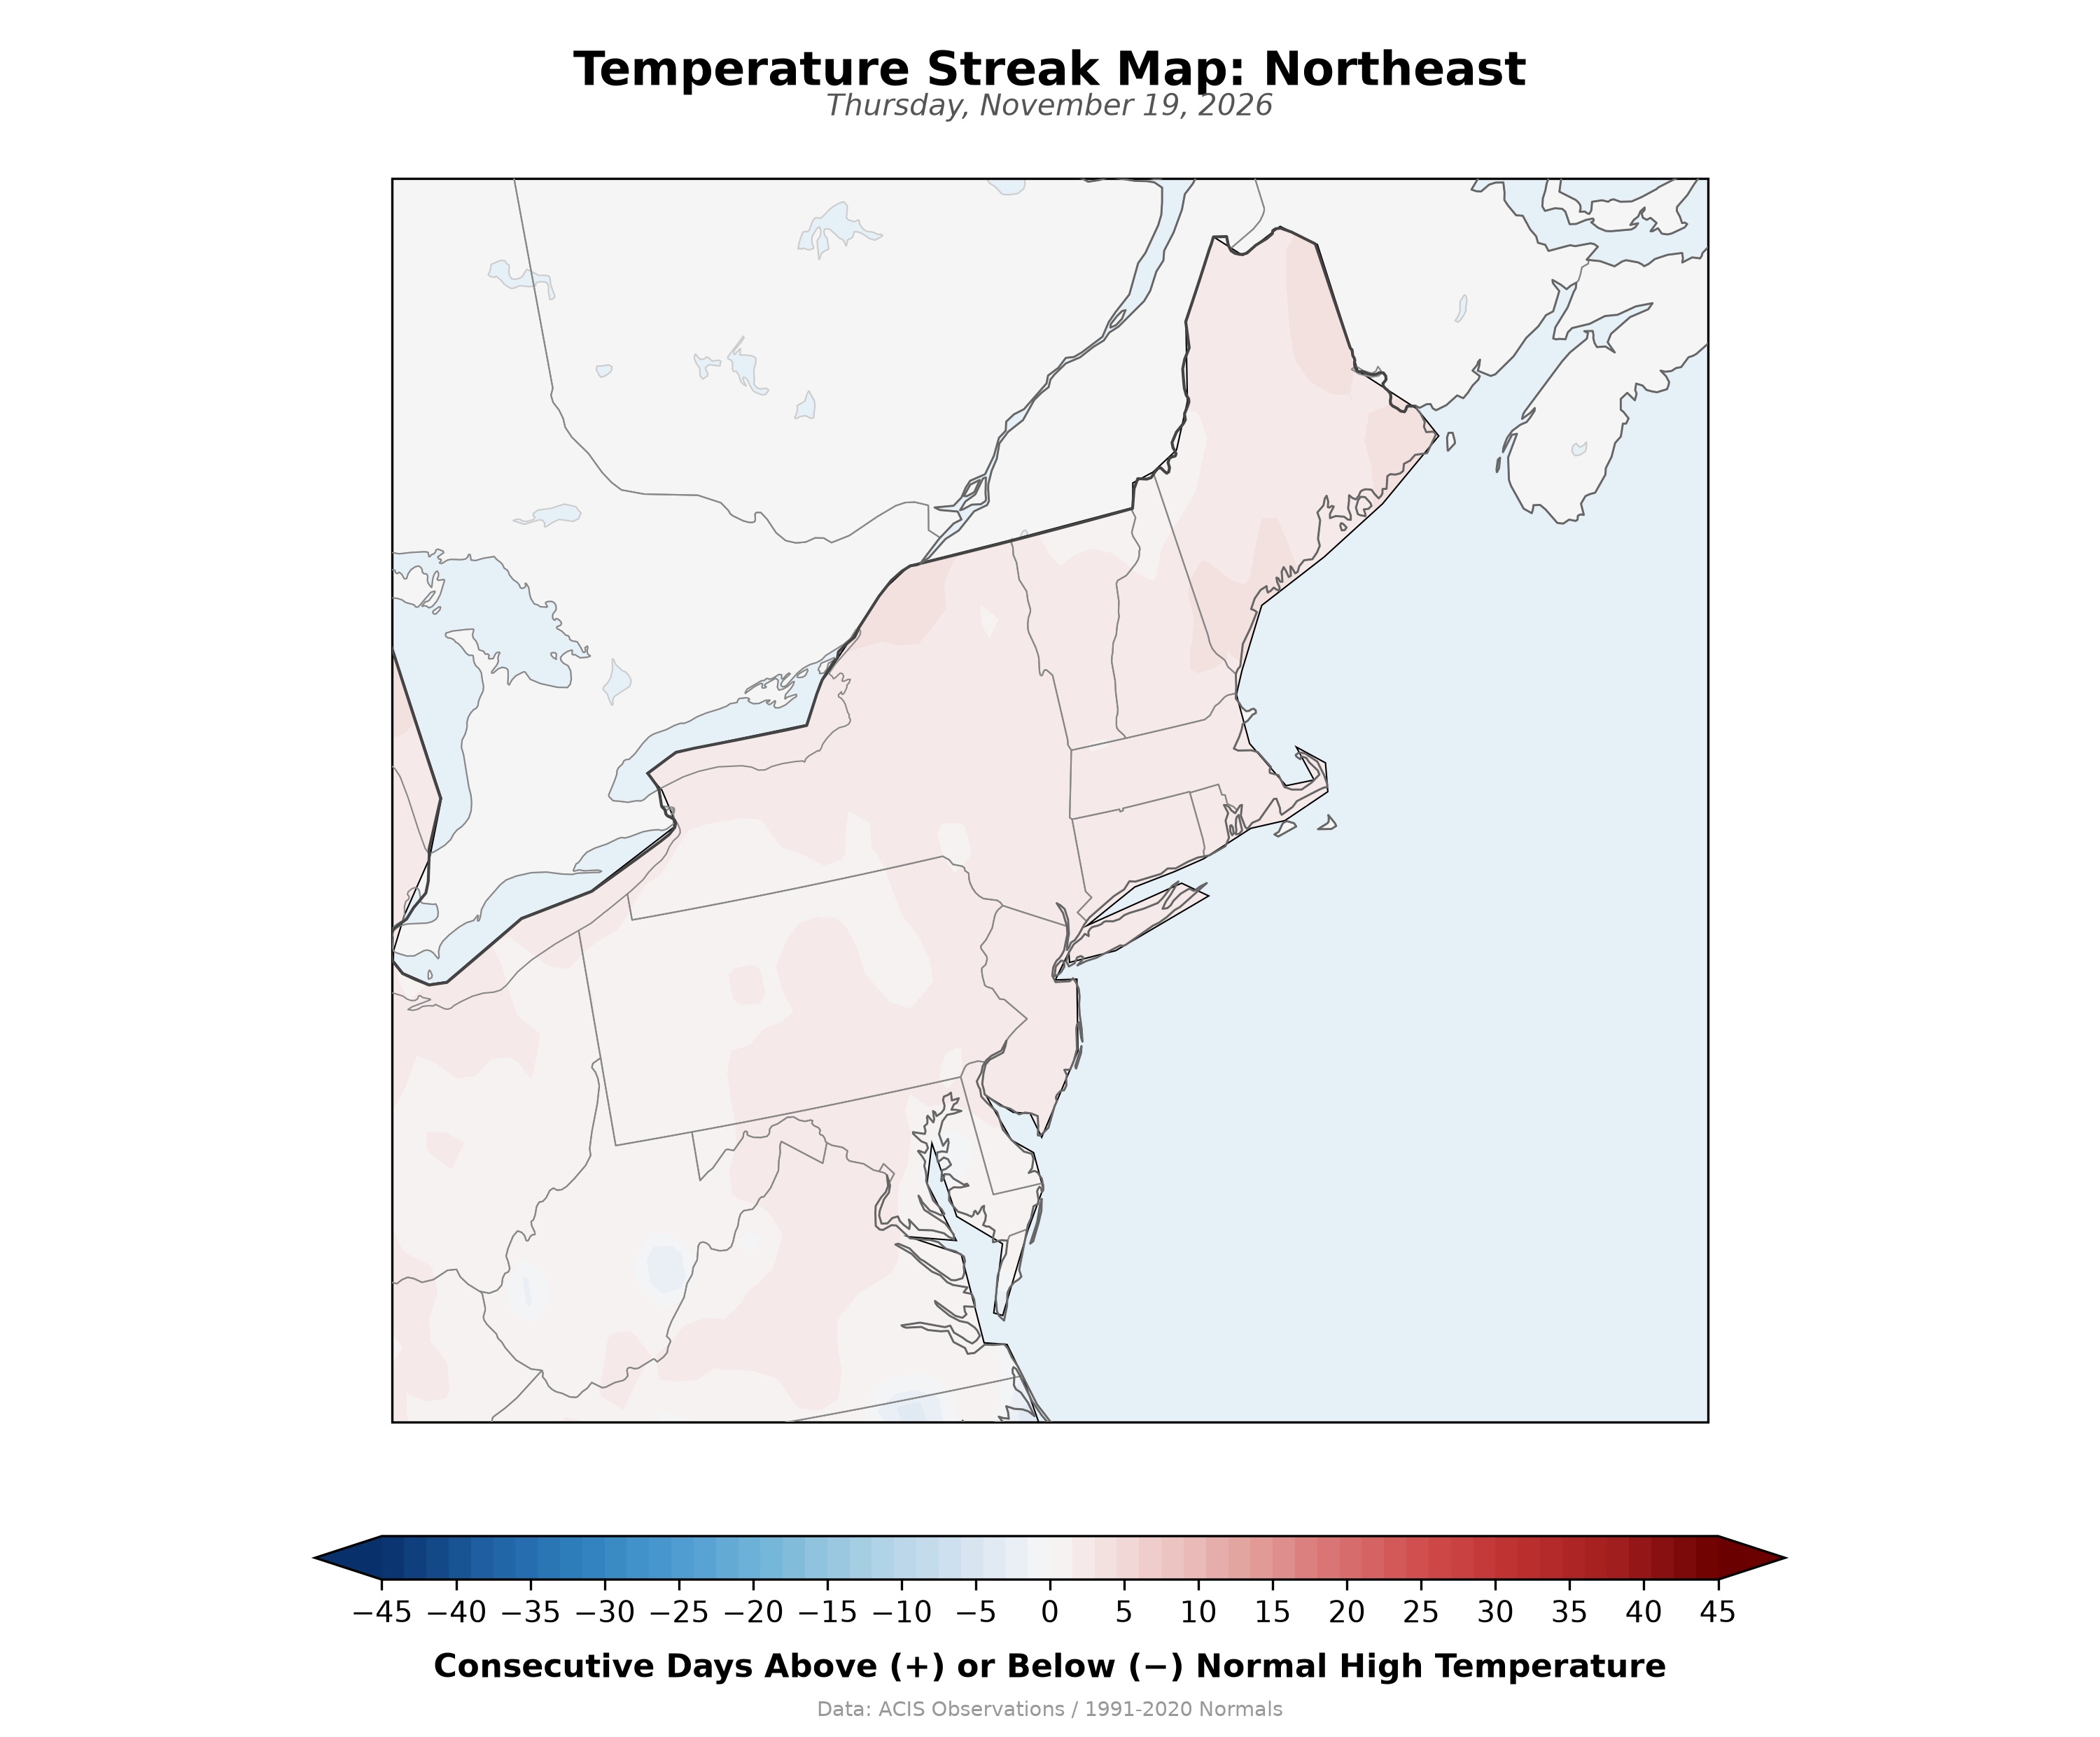 Temperature Streak Map: Northeast
Thursday, November 19, 2026
−45 −40 −35 −30 −25 −20 −15 −10 −5 0 5 10 15 20 25 30 35 40 45
Consecutive Days Above (+) or Below (−) Normal High Temperature
Data: ACIS Observations / 1991-2020 Normals